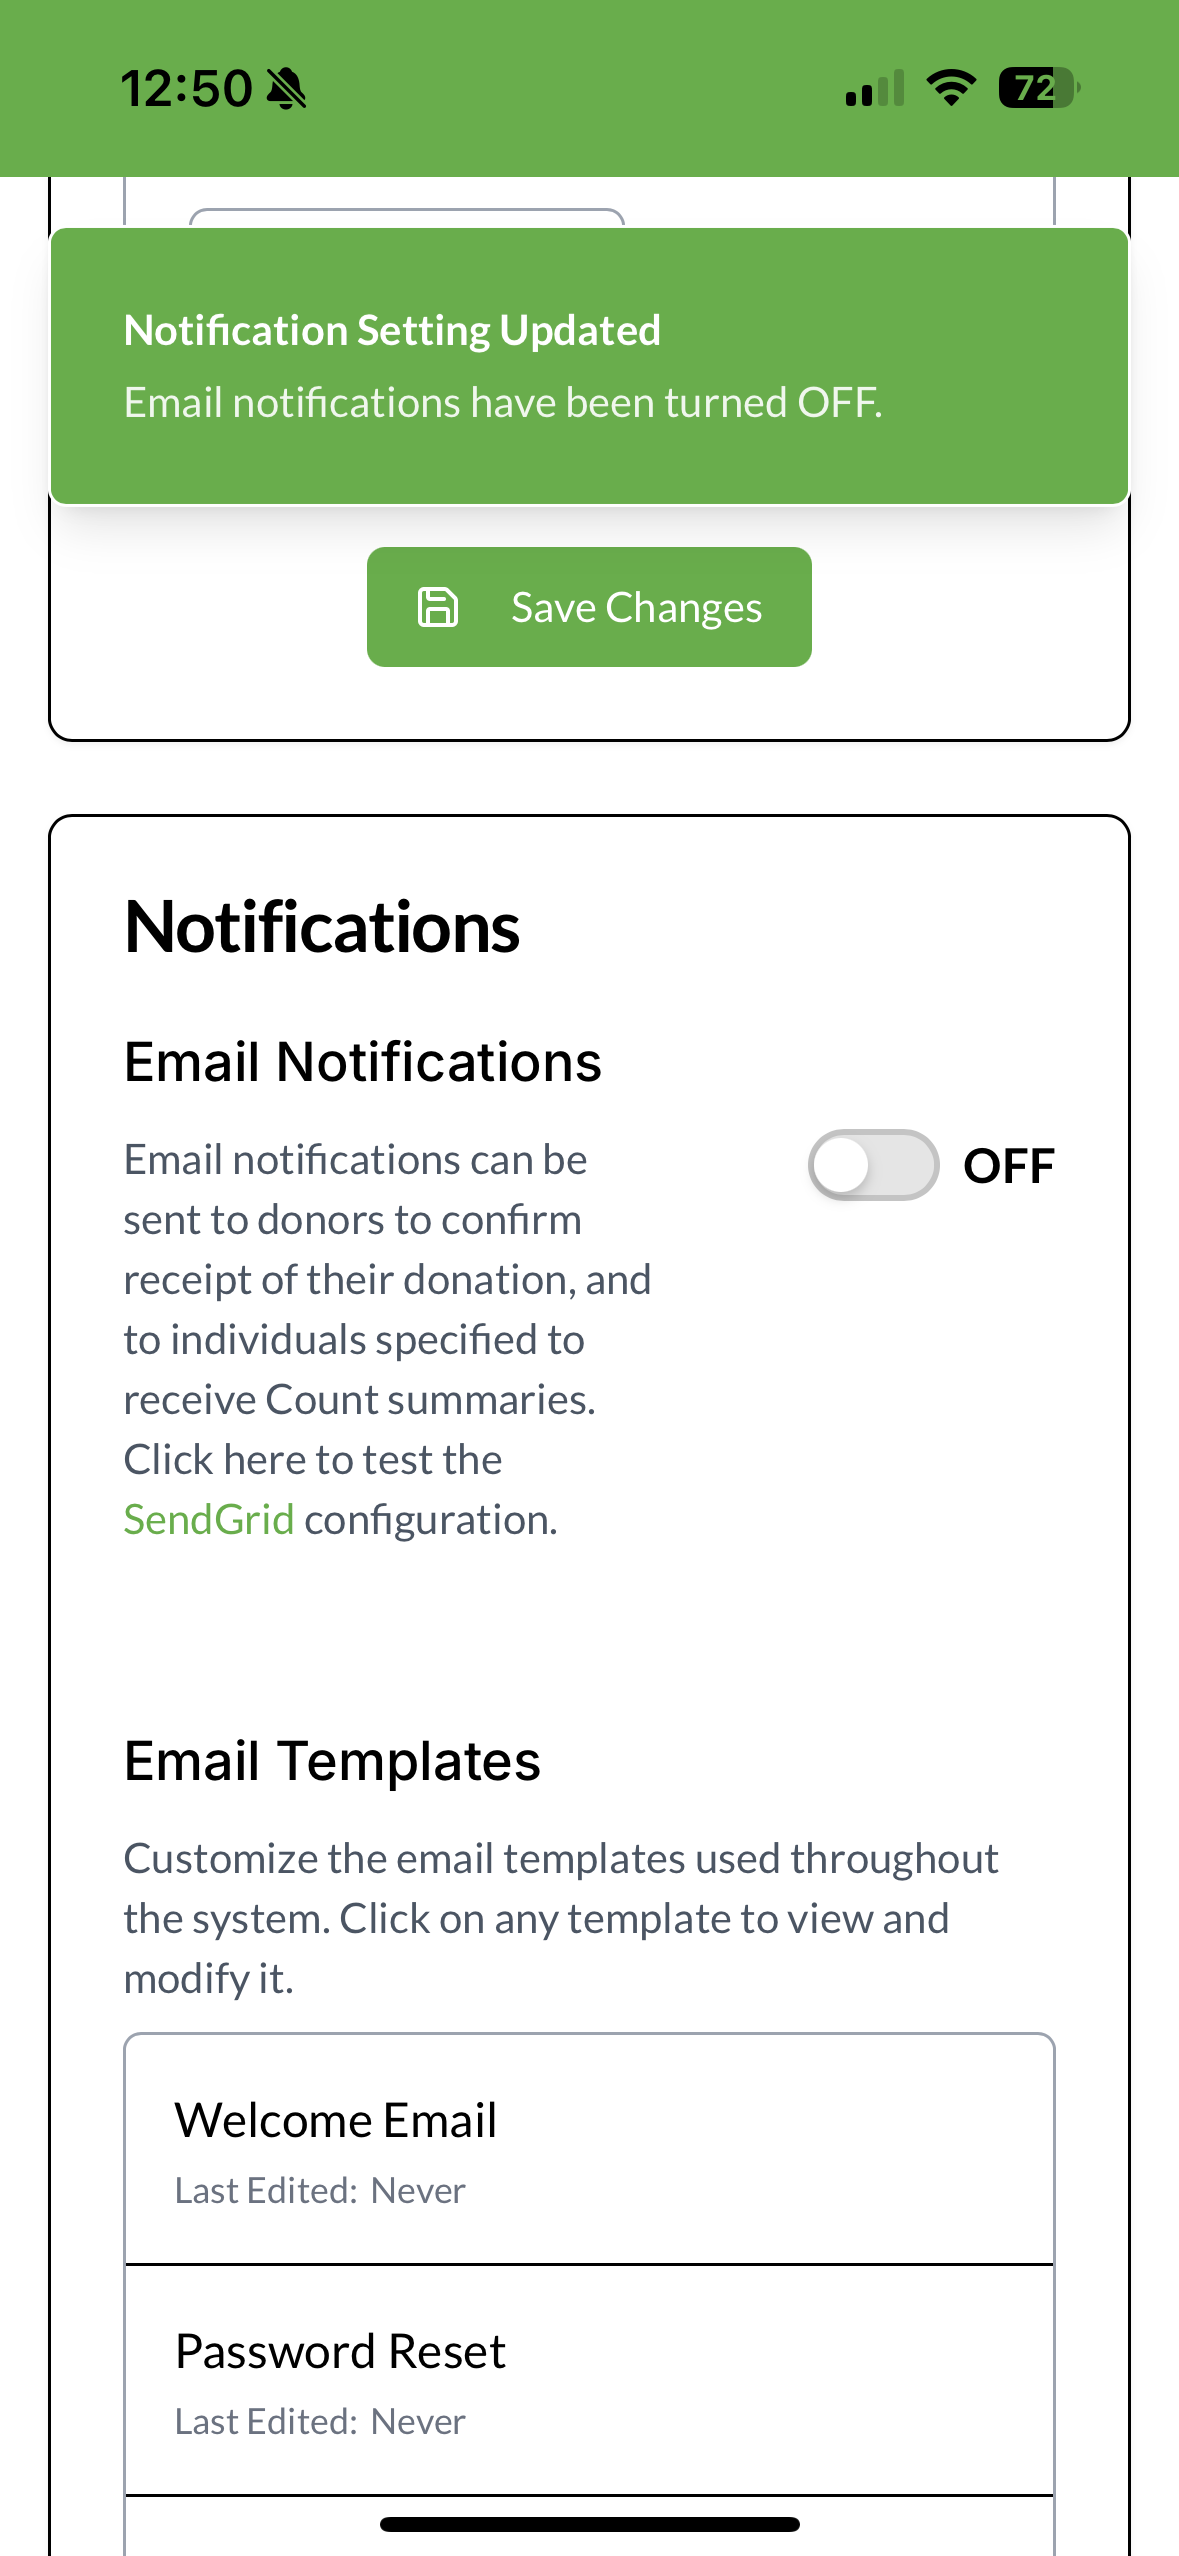 12:50
72
Notification Setting Updated
Email notifications have been turned OFF.
Save Changes
Notifications
Email Notifications
Email notifications can be
sent to donors to confirm
receipt of their donation, and
to individuals specified to
receive Count summaries.
Click here to test the
SendGrid configuration.
OFF
Email Templates
Customize the email templates used throughout
the system. Click on any template to view and
modify it.
Welcome Email
Last Edited: Never
Password Reset
Last Edited: Never